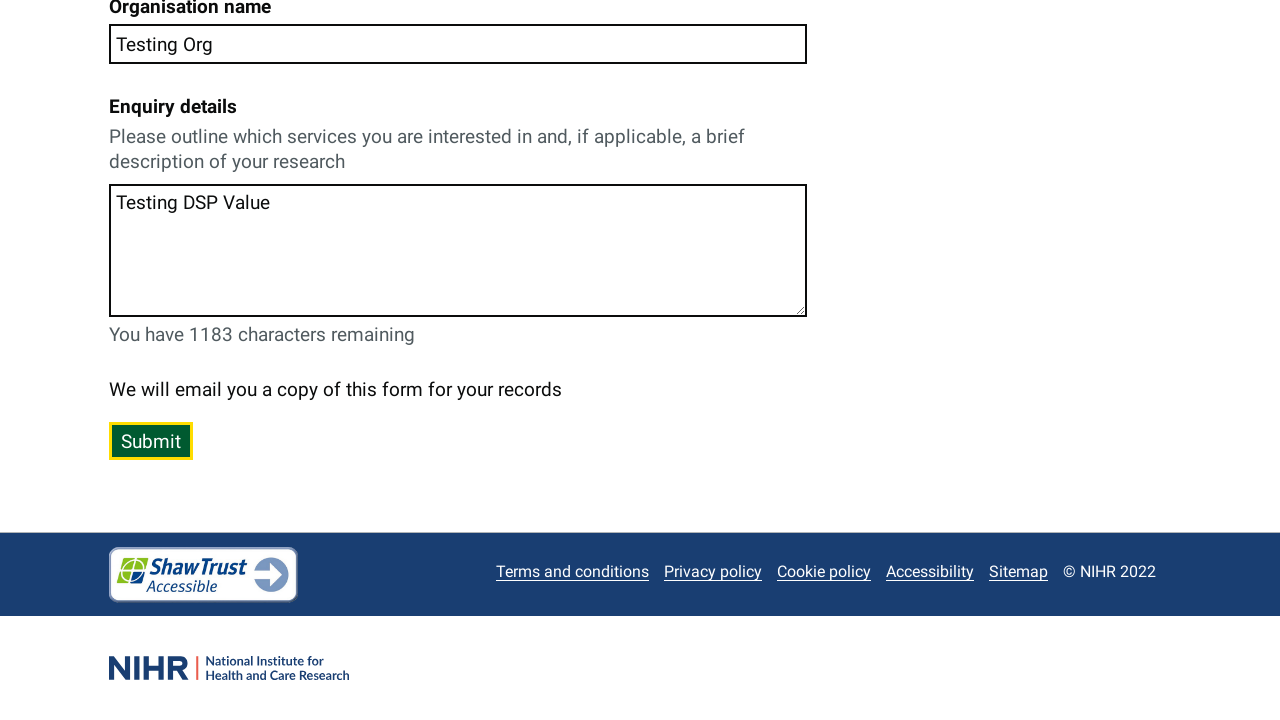 Organisation name
Testing Org
Enquiry details
Please outline which services you are interested in and, if applicable, a brief
description of your research
Testing DSP Value
You have 1183 characters remaining
We will email you a copy of this form for your records
Submit
ShawTrust
Accessible
Terms and conditions Privacy policy Cookie policy Accessibility Sitemap © NIHR 2022
NIHR | National Institute for
Health and Care Research